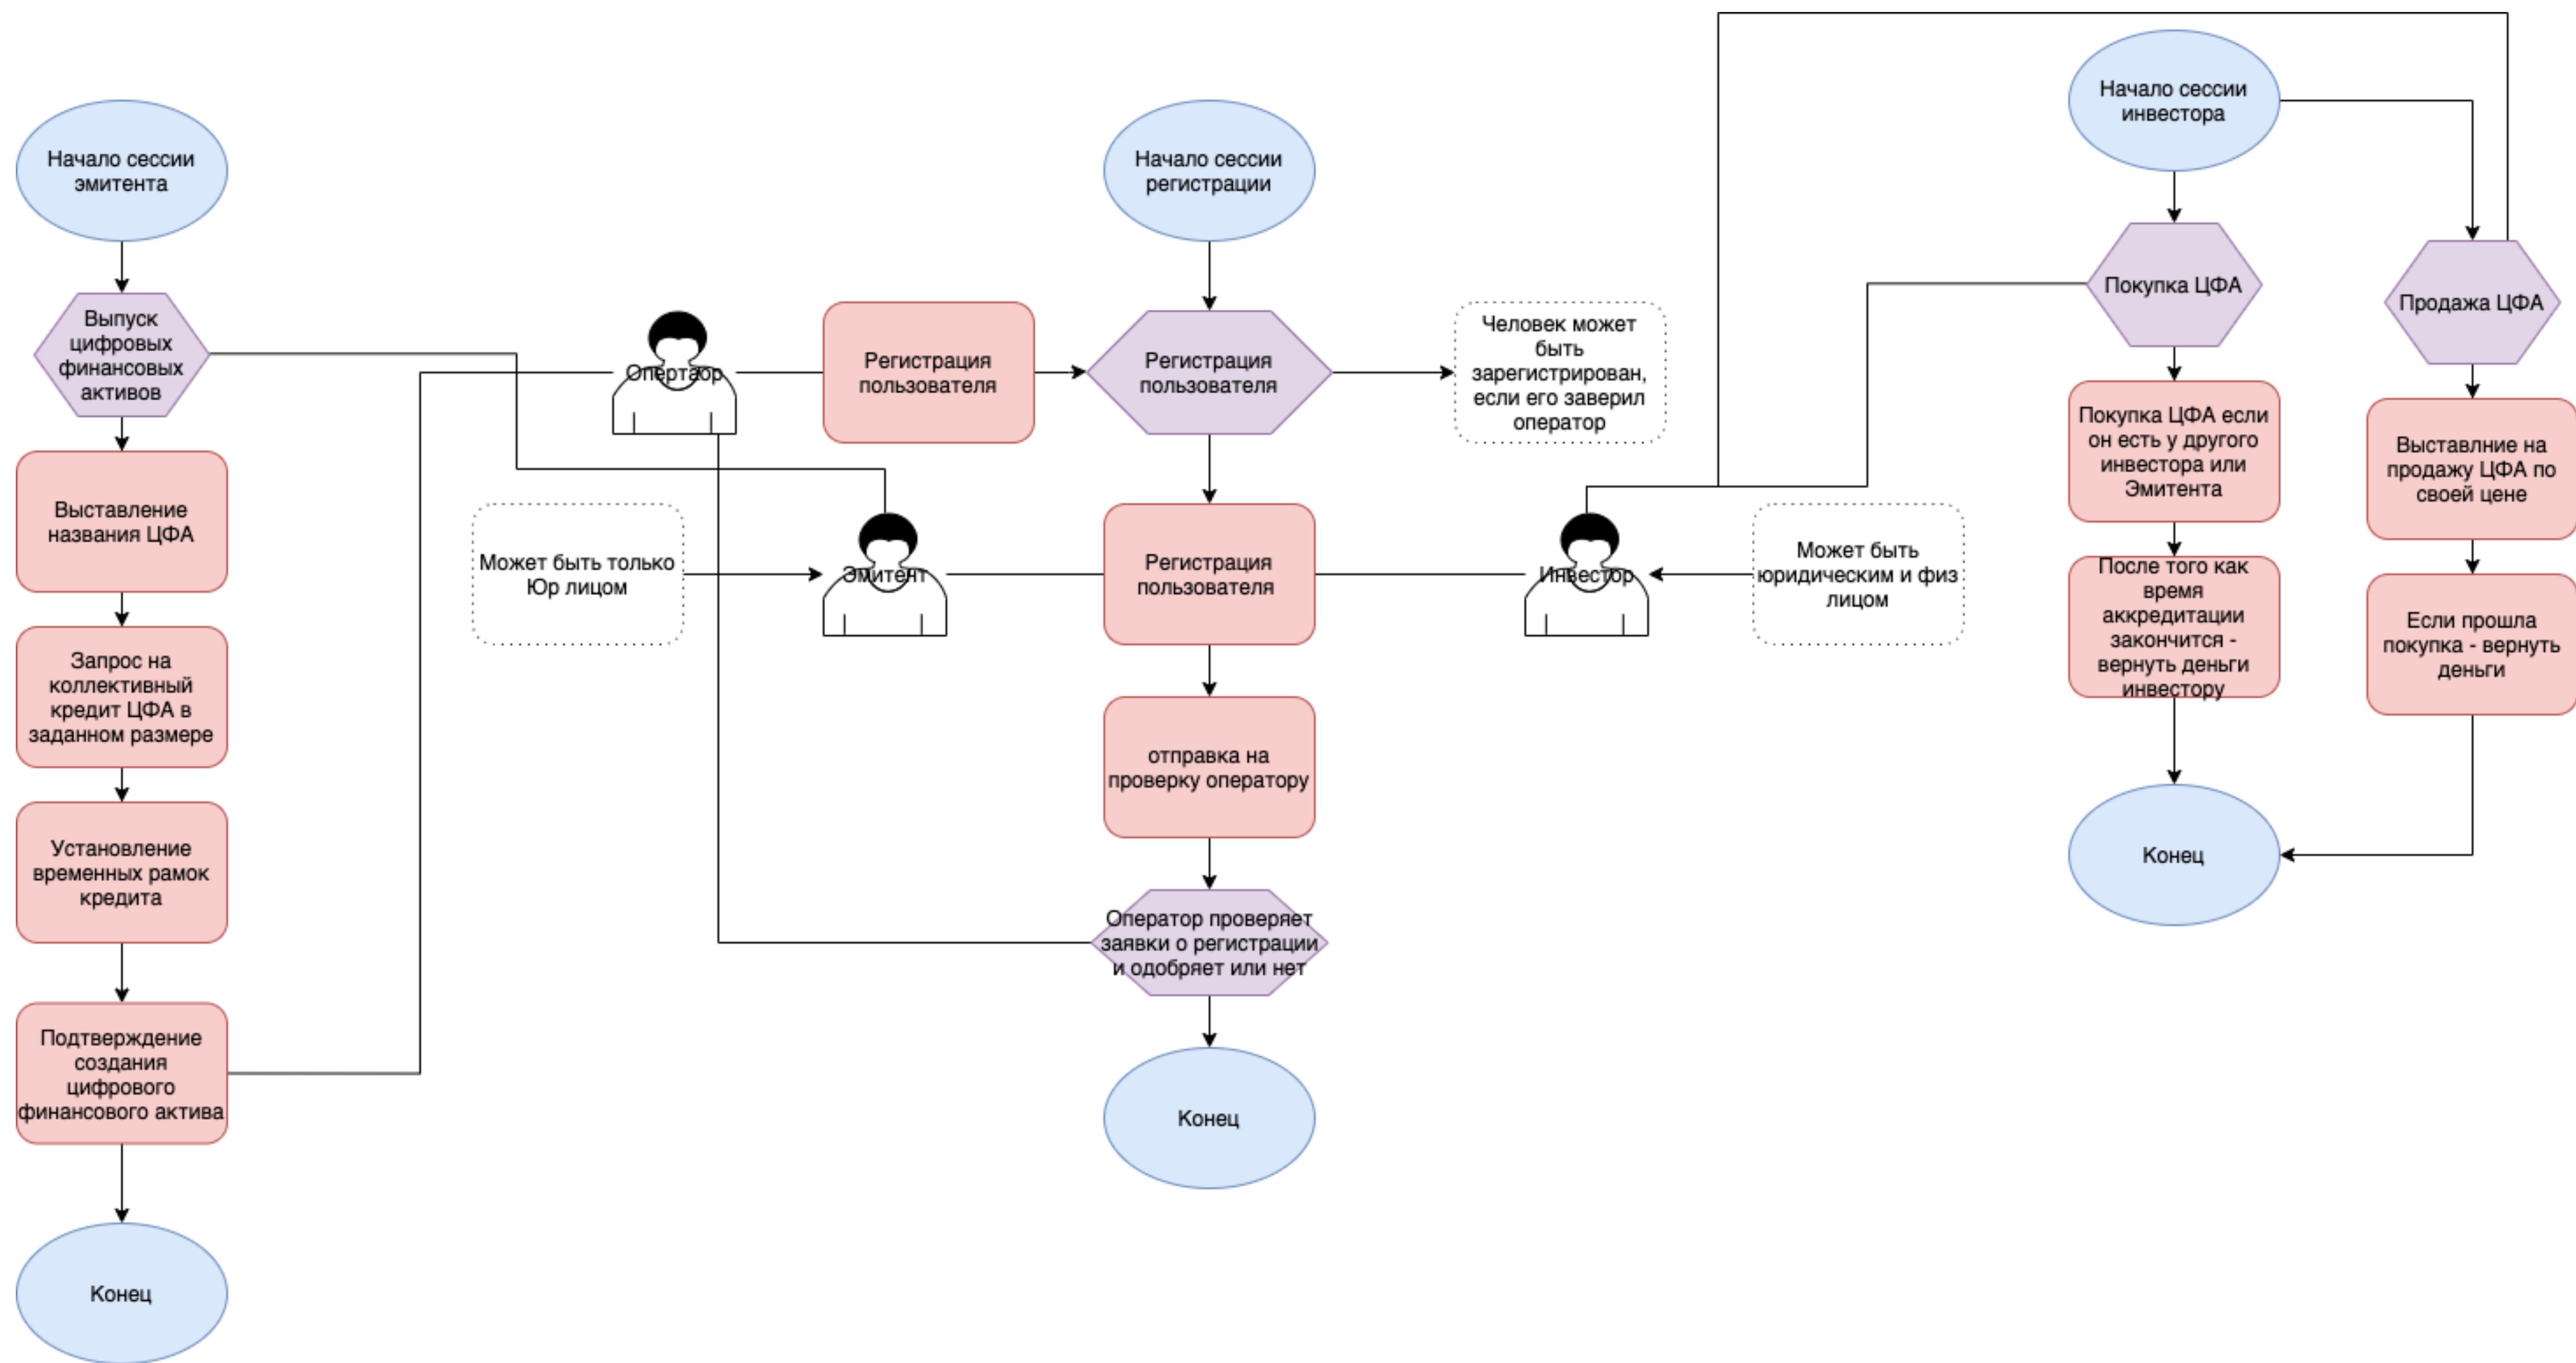 Начало сессии
эмитента
Выпуск
цифровых
финансовых
активов
Выставление
названия ЦФА
Запрос на
коллективный
кредит ЦФА в
заданном размере
Установление
временных рамок
кредита
Подтверждение
создания
цифрового
финансового актива
Конец
Опертаор
Регистрация
пользователя
Может быть только
Юр лицом
Эмитент
Начало сессии
регистрации
Регистрация
пользователя
Человек может
быть
зарегистрирован,
если его заверил
оператор
Регистрация
пользователя
отправка на
проверку оператору
Оператор проверяет
заявки о регистрации
и одобряет или нет
Конец
Инвестор
Может быть
юридическим и физ
лицом
Начало сессии
инвестора
Покупка ЦФА
Покупка ЦФА если
он есть у другого
инвестора или
Эмитента
После того как
время
аккредитации
закончится -
вернуть деньги
инвестору
Конец
Продажа ЦФА
Выставлние на
продажу ЦФА по
своей цене
Если прошла
покупка - вернуть
деньги